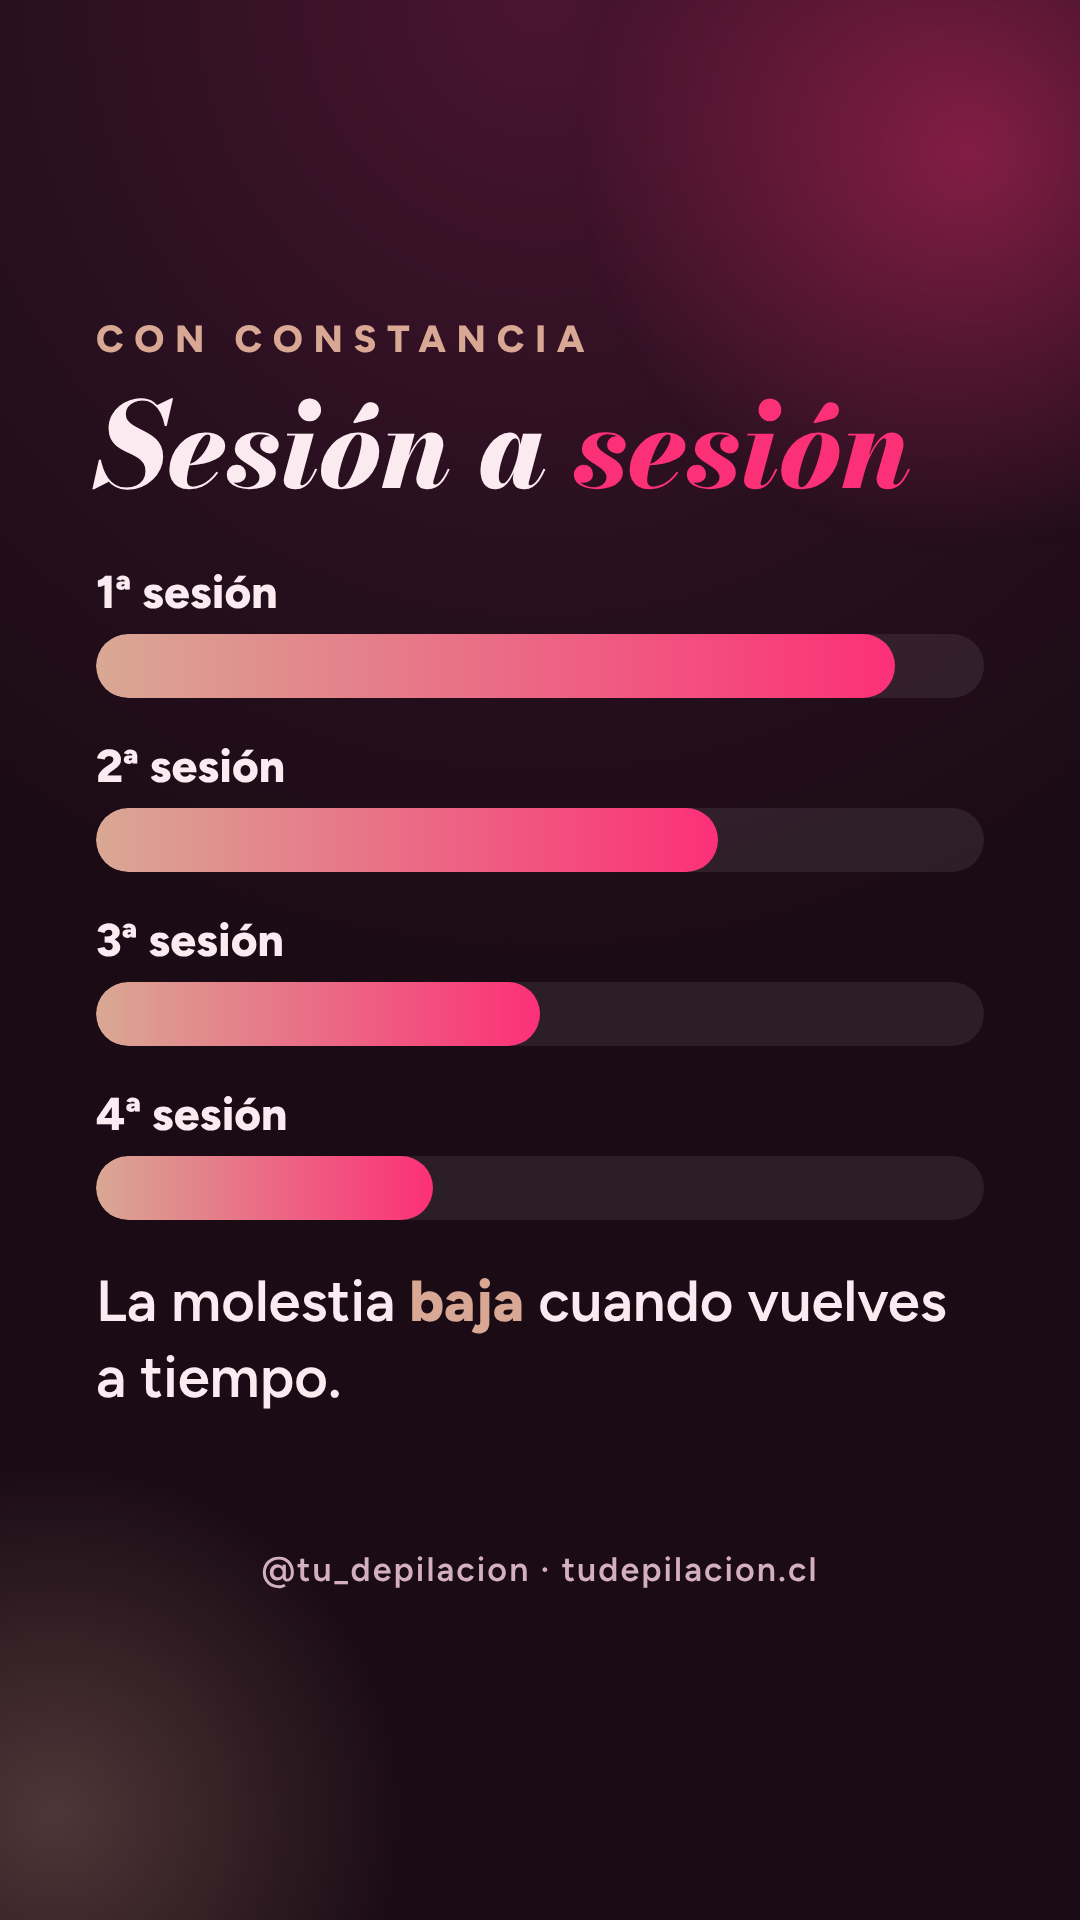 CON CONSTANCIA
Sesión a sesión
1ª sesión
2ª sesión
3ª sesión
4ª sesión
La molestia baja cuando vuelves
a tiempo.
@tu_depilacion · tudepilacion.cl